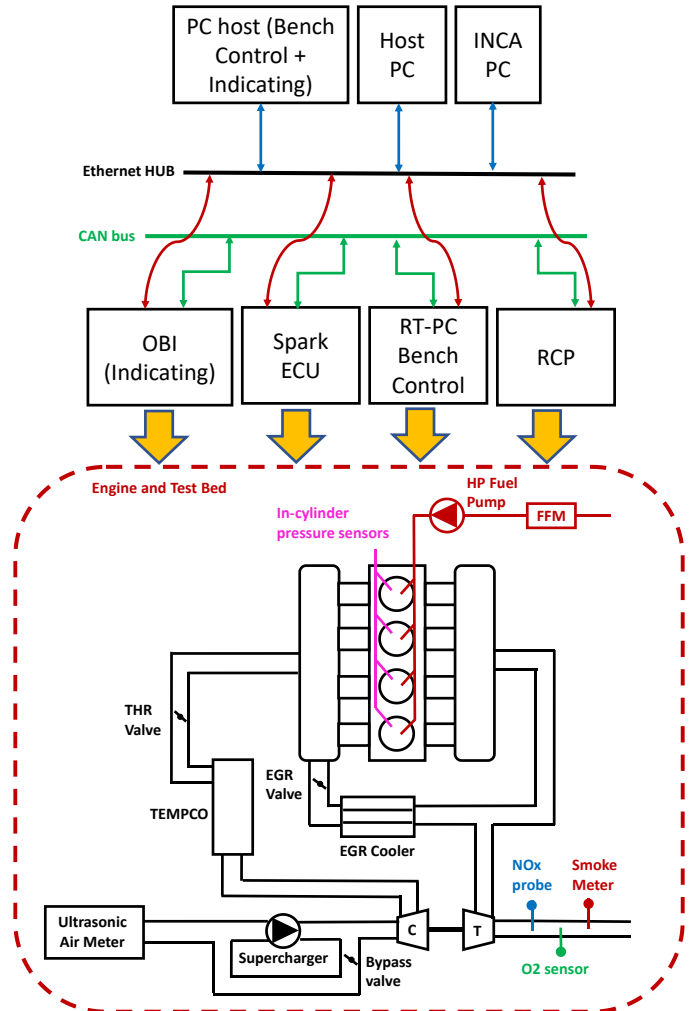 PC host (Bench
Control +
Indicating)
Host
PC
INCA
PC
Ethernet HUB
CAN bus
OBI
(Indicating)
Spark
ECU
RT-PC
Bench
Control
RCP
Engine and Test Bed
HP Fuel
Pump
FFM
In-cylinder
pressure sensors
THR
Valve
TEMPCO
EGR
Valve
EGR Cooler
NOx
probe
Smoke
Meter
Ultrasonic
Air Meter
Supercharger
Bypass
valve
C
T
O2 sensor